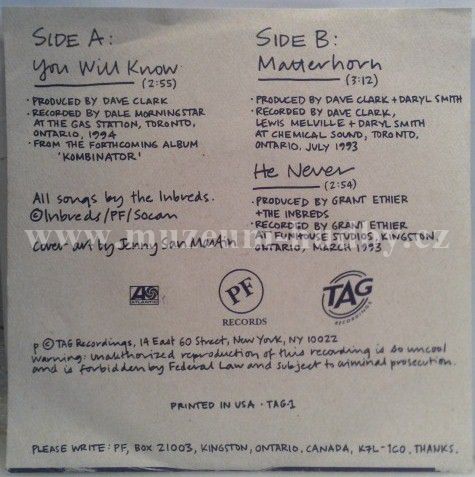 SIDE A:
You Will Know
(2:55)
• PRODUCED BY DAVE CLARK
• RECORDED BY DALE MORNINGSTAR
AT THE GAS STATION, TORONTO,
ONTARIO, 1994
• FROM THE FORTHCOMING ALBUM
'KOMBINATOR'
All songs by the Inbreds.
©Inbreds/PF/Socan
Cover art by Jenny San Martin
SIDE B:
Matterhorn
(3:12)
• PRODUCED BY DAVE CLARK + DARYL SMITH
• RECORDED BY DAVE CLARK,
LEWIS MELVILLE + DARYL SMITH
AT CHEMICAL SOUND, TORONTO,
ONTARIO. JULY 1993
He Never
(2:54)
• PRODUCED BY GRANT ETHIER
+ THE INBREDS
• RECORDED BY GRANT ETHIER
AT FUNHOUSE STUDIOS, KINGSTON,
ONTARIO, MARCH 1993
www.muzeumhudby.cz
ATLANTIC
PF
RECORDS
TAG
RECORDINGS
p © TAG Recordings, 14 East 60 Street, New York, NY 10022
Warning: unauthorized reproduction of this recording is so uncool
and is forbidden by Federal Law and subject to criminal prosecution.
PRINTED IN USA • TAG-1
PLEASE WRITE: PF, BOX 21003, KINGSTON, ONTARIO. CANADA, K7L-1C0. THANKS.